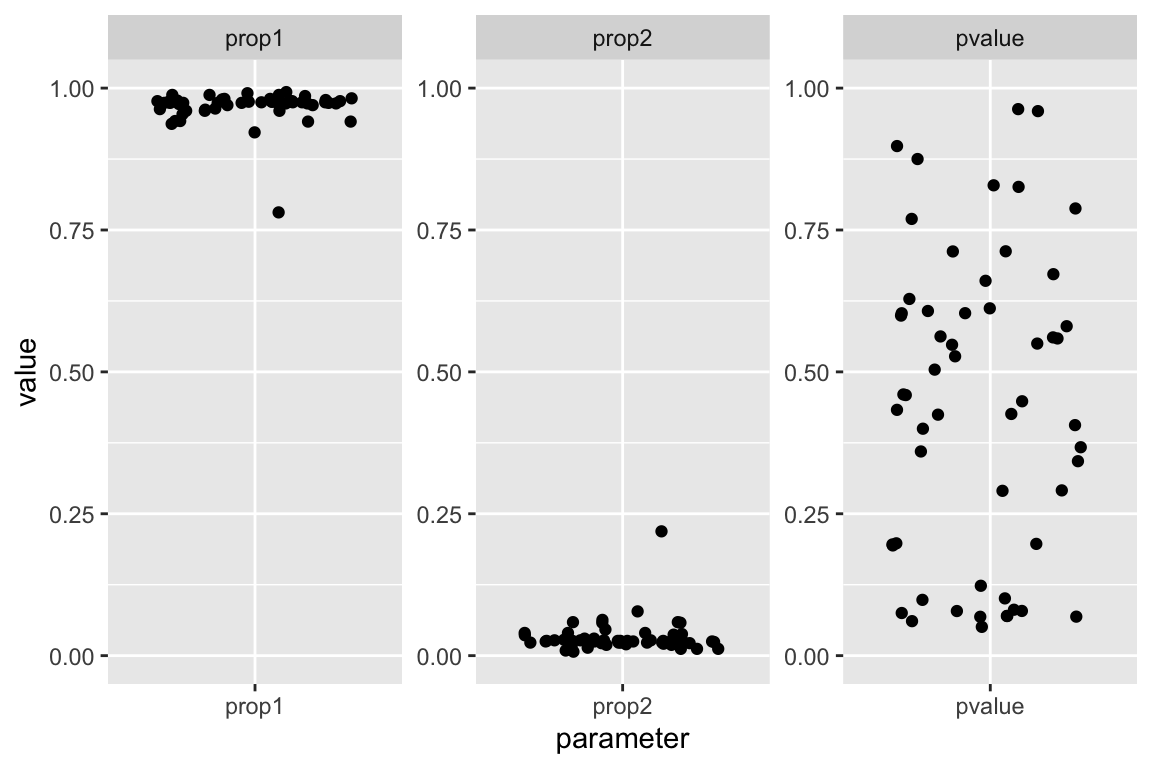 prop1 prop2 pvalue
1.00 1.00 1.00
0.75 0.75 0.75
0.50 0.50 0.50
0.25 0.25 0.25
0.00 0.00 0.00
value
prop1 prop2 pvalue
parameter